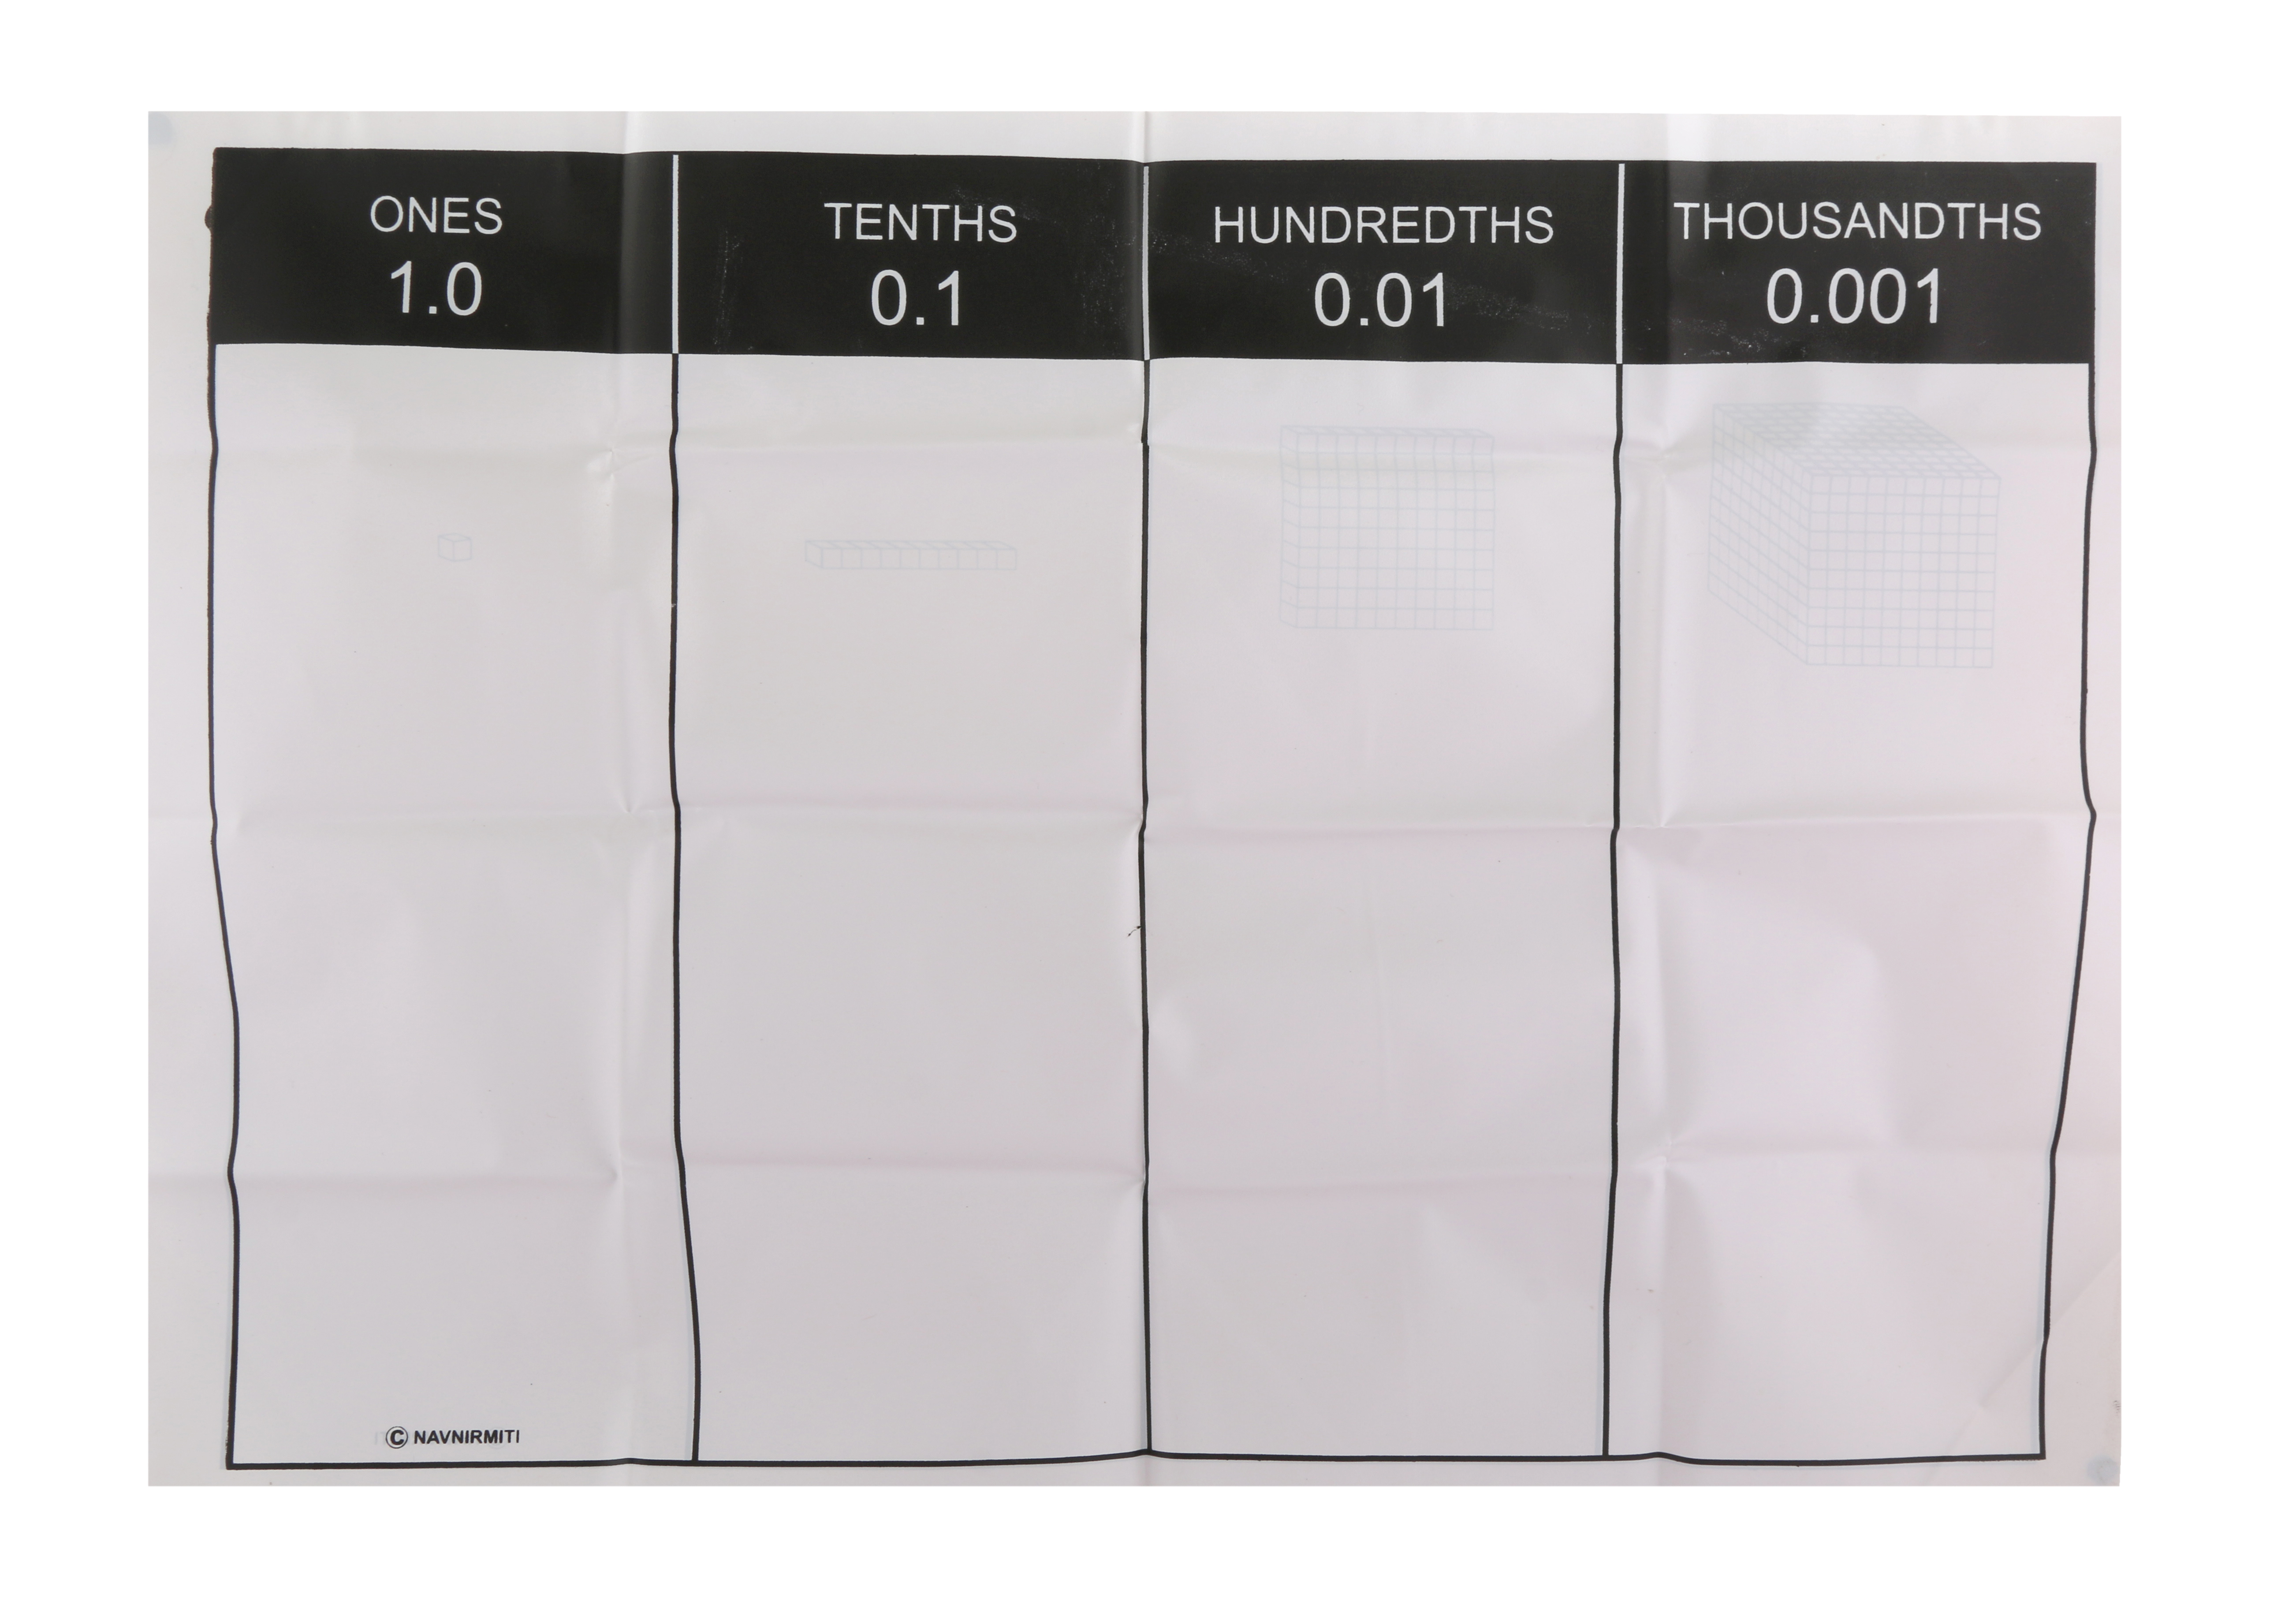 ONES
1.0
TENTHS
0.1
HUNDREDTHS
0.01
THOUSANDTHS
0.001
© NAVNIRMITI